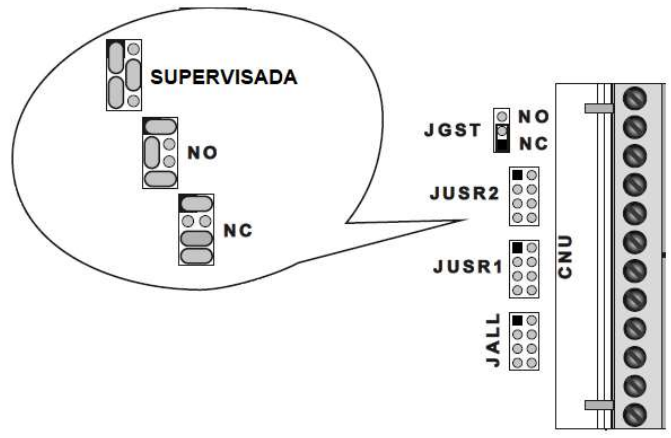 SUPERVISADA
NO
NC
JGST
NO
NC
JUSR2
JUSR1
JALL
CNU